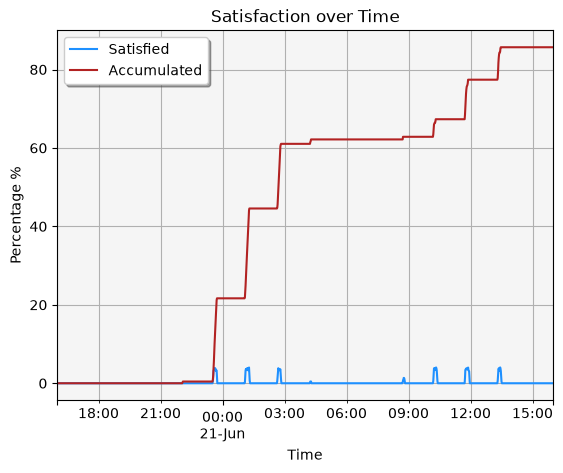 Satisfaction over Time
Satisfied
Accumulated
Percentage %
80
60
40
20
0
18:00 21:00 00:00 03:00 06:00 09:00 12:00 15:00
21-Jun
Time